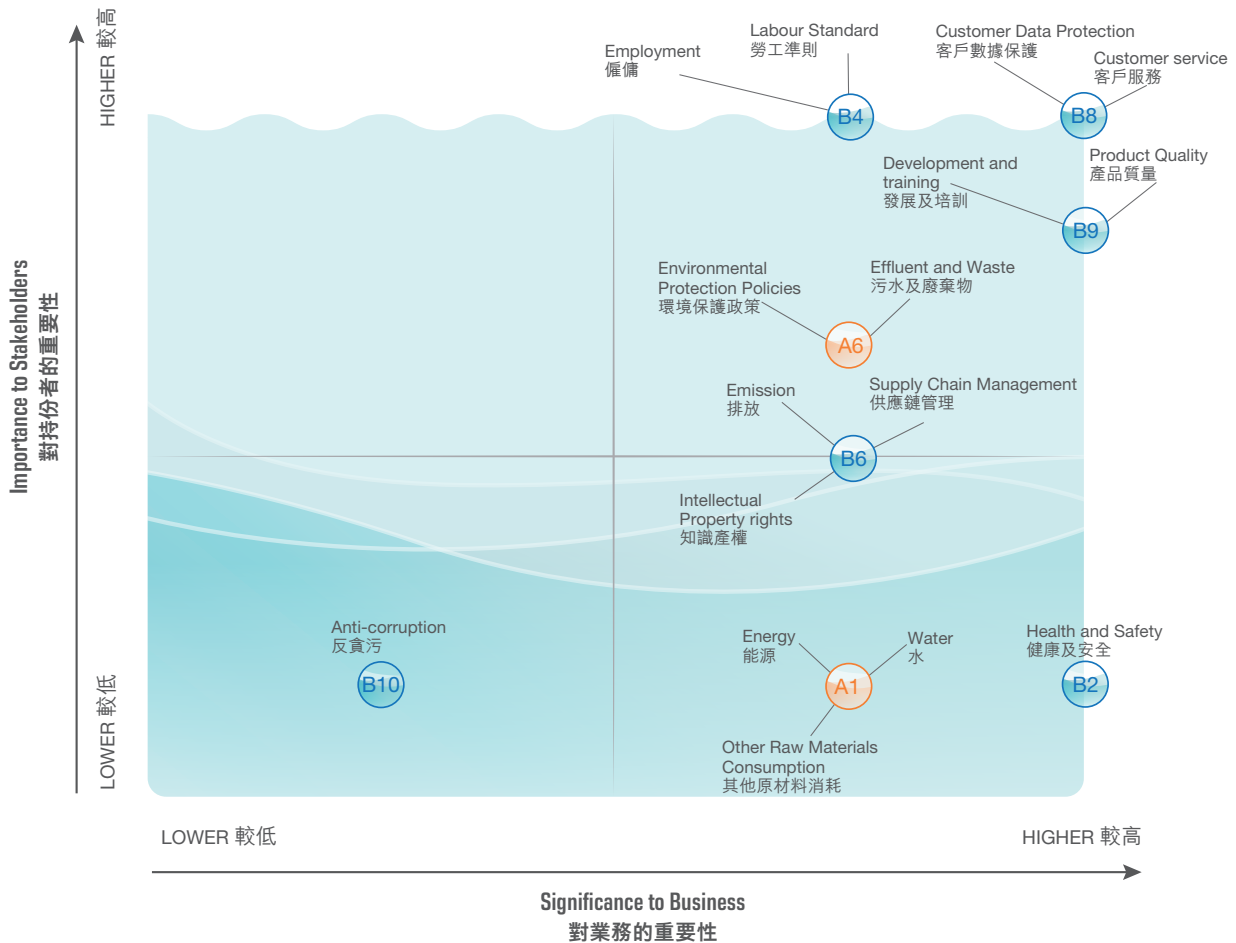 HIGHER 較高
Importance to Stakeholders
對持份者的重要性
LOWER 較低
Employment
僱傭
Labour Standard
勞工準則
Customer Data Protection
客戶數據保護
Customer service
客戶服務
B4
B8
Development and
training
發展及培訓
Product Quality
產品質量
B9
Environmental
Protection Policies
環境保護政策
Effluent and Waste
污水及廢棄物
A6
Emission
排放
Supply Chain Management
供應鏈管理
B6
Intellectual
Property rights
知識產權
Anti-corruption
反貪污
B10
Energy
能源
Water
水
A1
Other Raw Materials
Consumption
其他原材料消耗
Health and Safety
健康及安全
B2
LOWER 較低
HIGHER 較高
Significance to Business
對業務的重要性